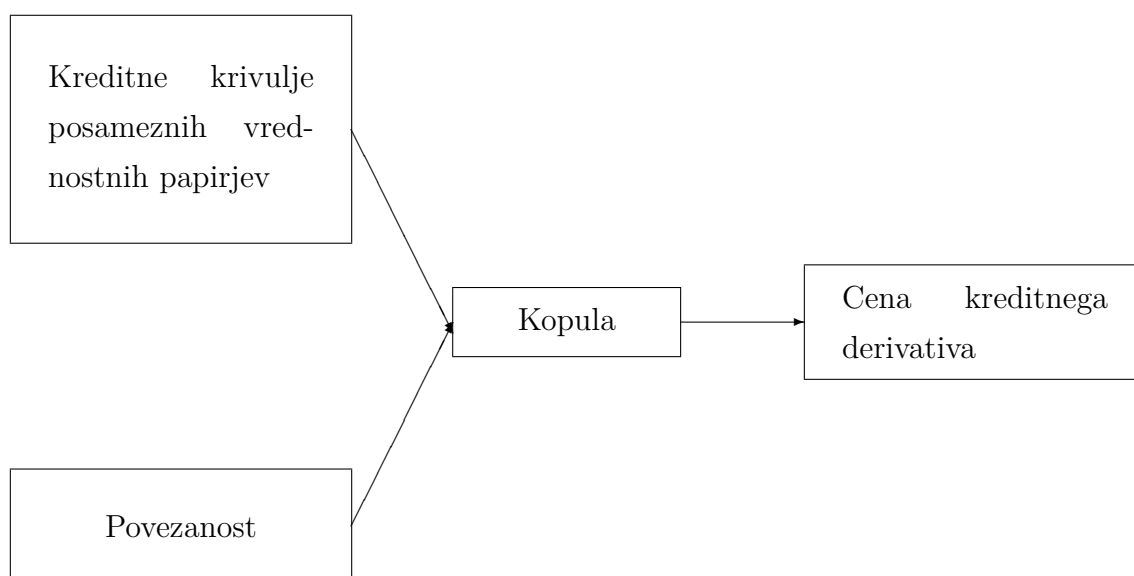 Kreditne krivulje
posameznih vred-
nostnih papirjev
Kopula
Cena kreditnega
derivativa
Povezanost